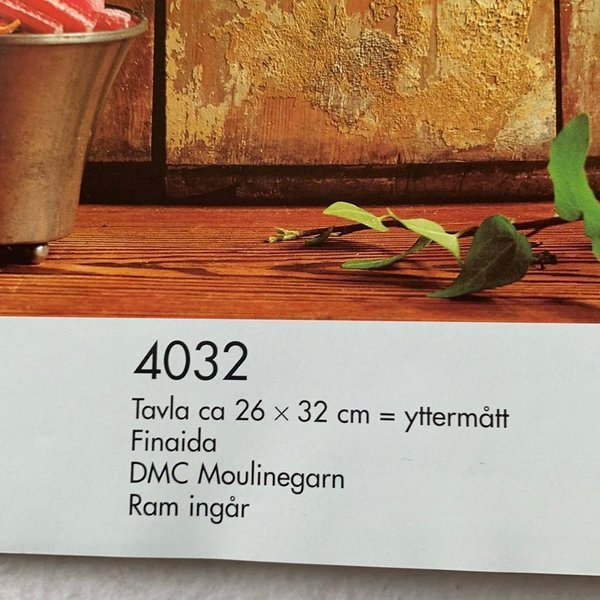 4032
Tavla ca 26 × 32 cm = yttermått
Finaida
DMC Moulinegarn
Ram ingår